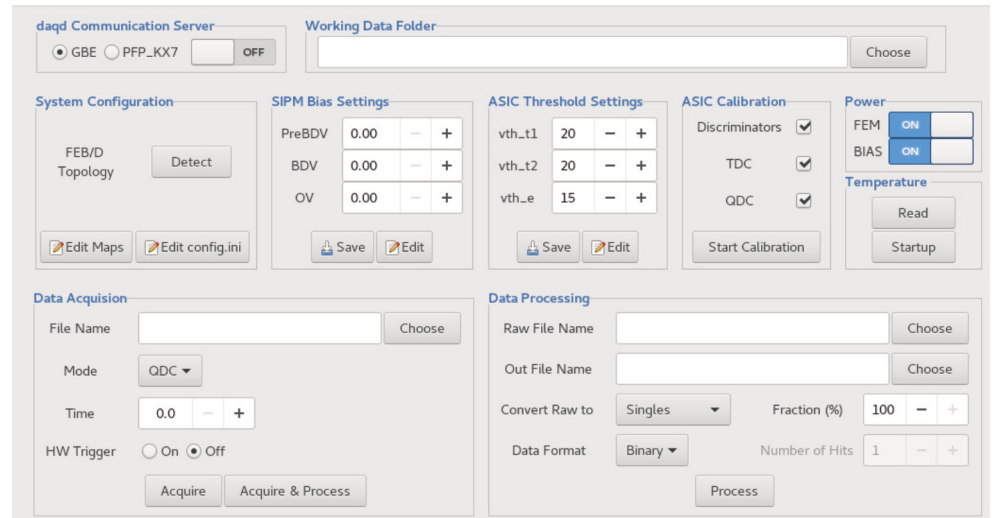 daqd Communication Server
GBE PFP_KX7 OFF
Working Data Folder
Choose
System Configuration
FEB/D
Topology
Detect
Edit Maps Edit config.ini
SIPM Bias Settings
PreBDV 0.00 − +
BDV 0.00 − +
OV 0.00 − +
Save Edit
ASIC Threshold Settings
vth_t1 20 − +
vth_t2 20 − +
vth_e 15 − +
Save Edit
ASIC Calibration
Discriminators
TDC
QDC
Start Calibration
Power
FEM ON
BIAS ON
Temperature
Read
Startup
Data Acquision
File Name Choose
Mode QDC
Time 0.0 − +
HW Trigger On Off
Acquire Acquire & Process
Data Processing
Raw File Name Choose
Out File Name Choose
Convert Raw to Singles Fraction (%) 100 − +
Data Format Binary Number of Hits 1 − +
Process